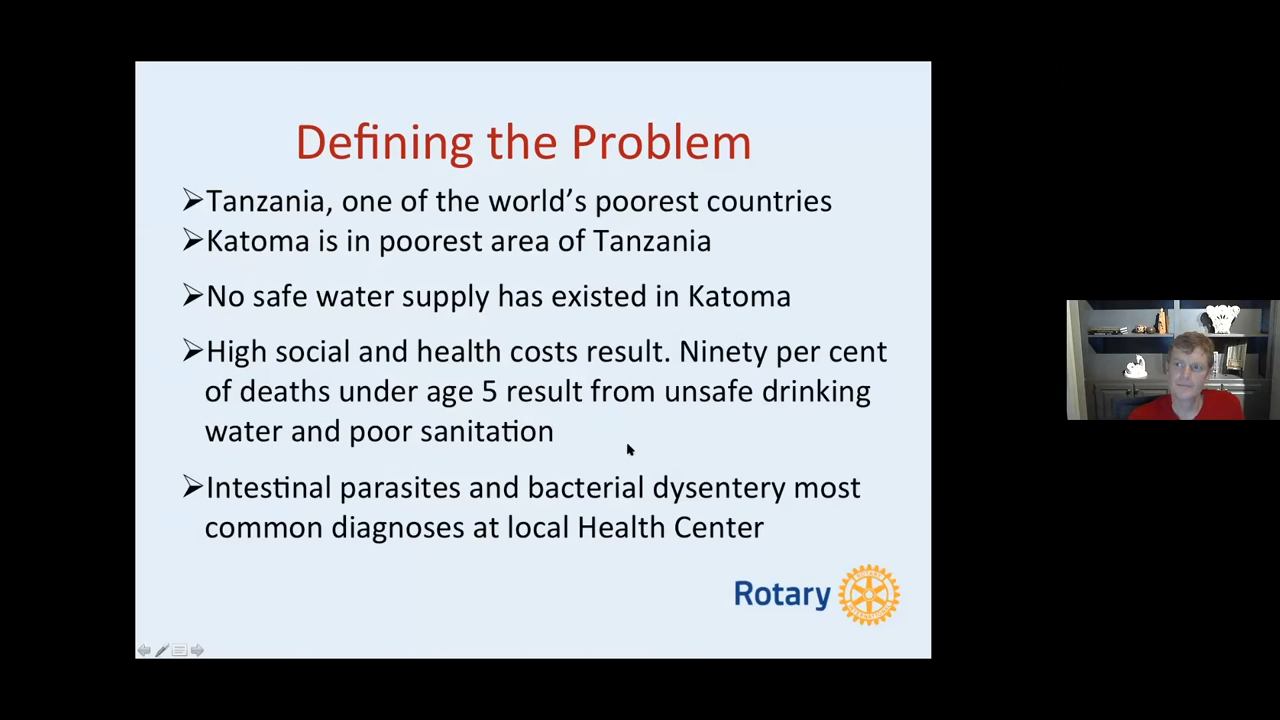 Defining the Problem
➢Tanzania, one of the world’s poorest countries
➢Katoma is in poorest area of Tanzania
➢No safe water supply has existed in Katoma
➢High social and health costs result. Ninety per cent
of deaths under age 5 result from unsafe drinking
water and poor sanitation
➢Intestinal parasites and bacterial dysentery most
common diagnoses at local Health Center
Rotary
ROTARY
INTERNATIONAL